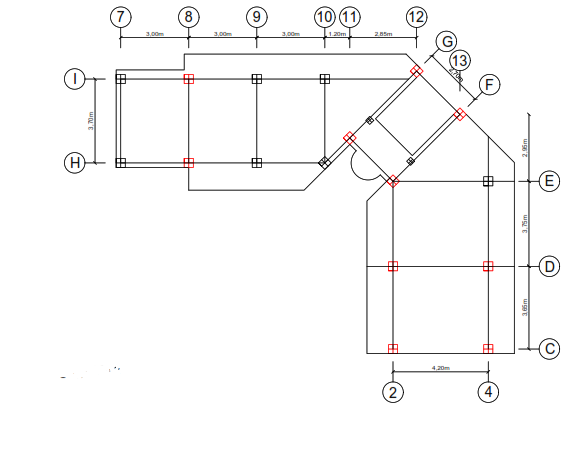 7 8 9 10 11 12
3,00m 3,00m 3,00m 1.20m 2,85m
G
13
F
I
3,70m
H
2,95m
E
3,75m
D
3,65m
C
4,20m
2 4